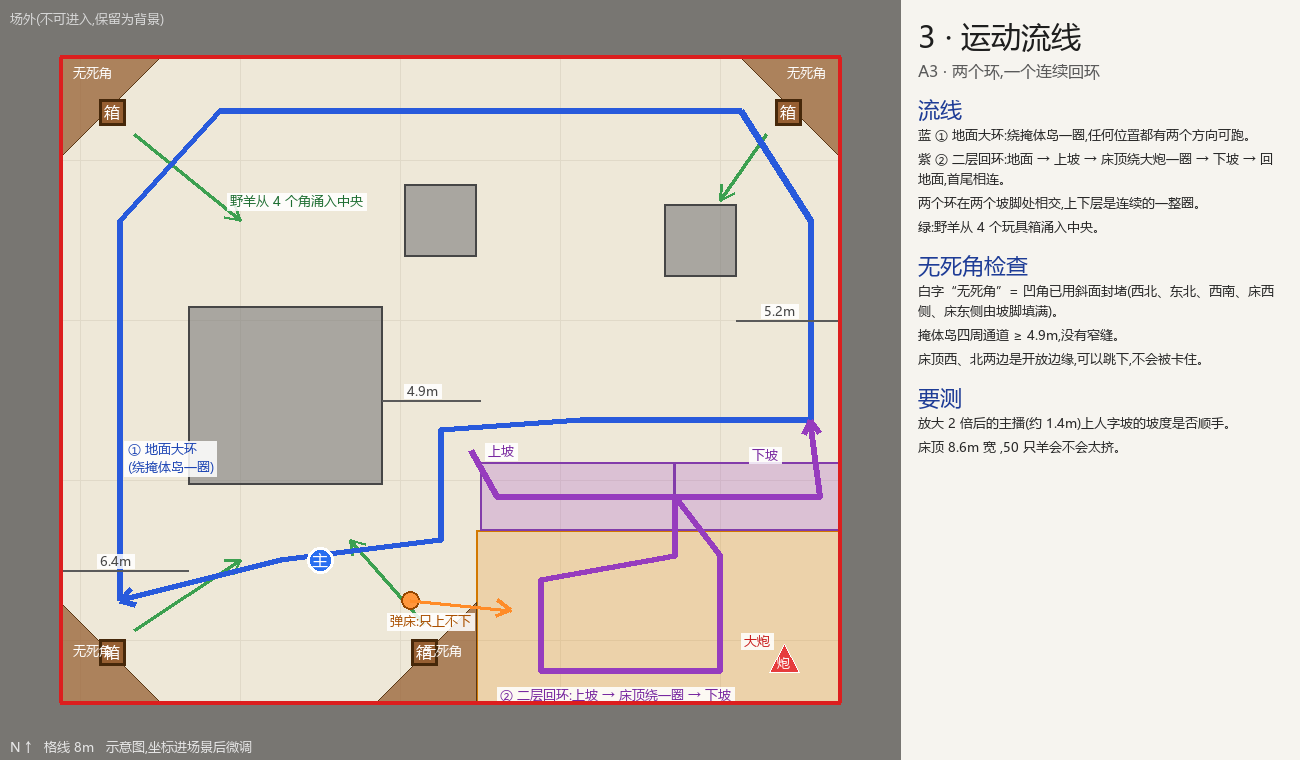 场外(不可进入,保留为背景)
无死角
无死角
箱
箱
野羊从 4 个角涌入中央
5.2m
4.9m
① 地面大环
(绕掩体岛一圈)
上坡
下坡
6.4m
主
弹床:只上不下
无死角
箱
箱
无死角
大炮
炮
② 二层回环:上坡 → 床顶绕一圈 → 下坡
N ↑ 格线 8m 示意图,坐标进场景后微调
3 · 运动流线
A3 · 两个环,一个连续回环
流线
蓝 ① 地面大环:绕掩体岛一圈,任何位置都有两个方向可跑。
紫 ② 二层回环:地面 → 上坡 → 床顶绕大炮一圈 → 下坡 → 回
地面,首尾相连。
两个环在两个坡脚处相交,上下层是连续的一整圈。
绿:野羊从 4 个玩具箱涌入中央。
无死角检查
白字“无死角”= 凹角已用斜面封堵(西北、东北、西南、床西
侧、床东侧由坡脚填满)。
掩体岛四周通道 ≥ 4.9m,没有窄缝。
床顶西、北两边是开放边缘,可以跳下,不会被卡住。
要测
放大 2 倍后的主播(约 1.4m)上人字坡的坡度是否顺手。
床顶 8.6m 宽 ,50 只羊会不会太挤。